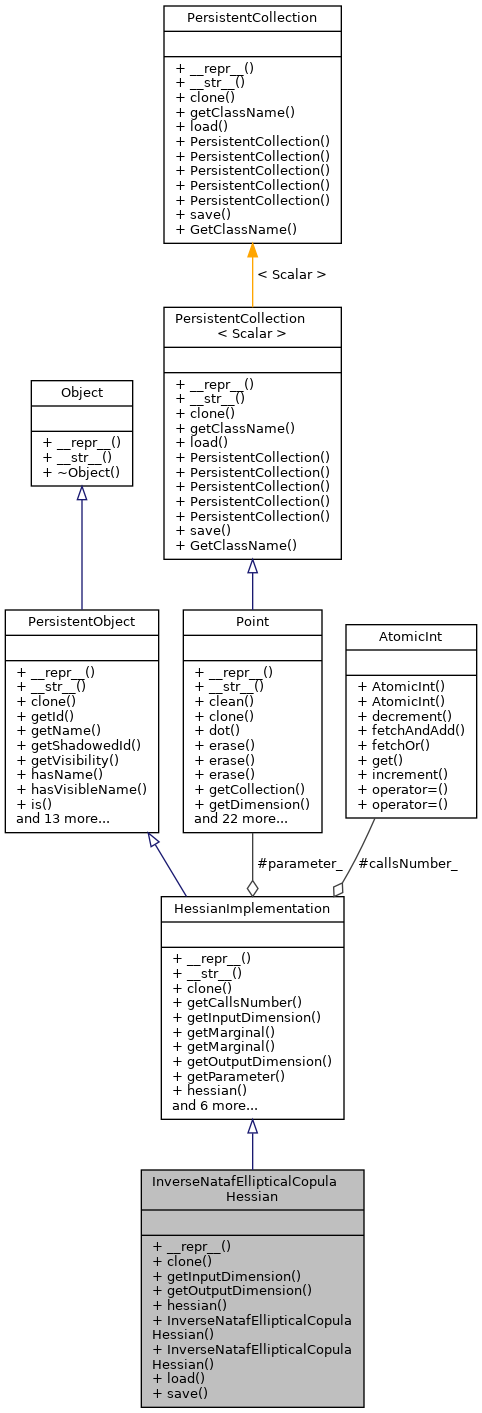 PersistentCollection
+ __repr__()
+ __str__()
+ clone()
+ getClassName()
+ load()
+ PersistentCollection()
+ PersistentCollection()
+ PersistentCollection()
+ PersistentCollection()
+ PersistentCollection()
+ save()
+ GetClassName()
< Scalar >
PersistentCollection
< Scalar >
+ __repr__()
+ __str__()
+ clone()
+ getClassName()
+ load()
+ PersistentCollection()
+ PersistentCollection()
+ PersistentCollection()
+ PersistentCollection()
+ PersistentCollection()
+ save()
+ GetClassName()
Object
+ __repr__()
+ __str__()
+ ~Object()
PersistentObject
+ __repr__()
+ __str__()
+ clone()
+ getId()
+ getName()
+ getShadowedId()
+ getVisibility()
+ hasName()
+ hasVisibleName()
+ is()
and 13 more...
Point
+ __repr__()
+ __str__()
+ clean()
+ clone()
+ dot()
+ erase()
+ erase()
+ erase()
+ getCollection()
+ getDimension()
and 22 more...
AtomicInt
+ AtomicInt()
+ AtomicInt()
+ decrement()
+ fetchAndAdd()
+ fetchOr()
+ get()
+ increment()
+ operator=()
+ operator=()
#parameter_
#callsNumber_
HessianImplementation
+ __repr__()
+ __str__()
+ clone()
+ getCallsNumber()
+ getInputDimension()
+ getMarginal()
+ getMarginal()
+ getOutputDimension()
+ getParameter()
+ hessian()
and 6 more...
InverseNatafEllipticalCopula
Hessian
+ __repr__()
+ clone()
+ getInputDimension()
+ getOutputDimension()
+ hessian()
+ InverseNatafEllipticalCopula
Hessian()
+ InverseNatafEllipticalCopula
Hessian()
+ load()
+ save()